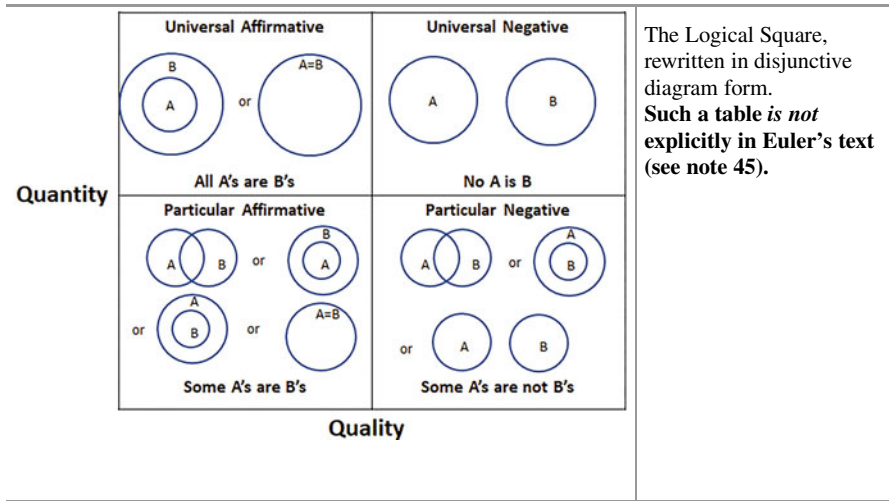 Universal Affirmative
B
A
or
A=B
All A's are B's
Universal Negative
A
B
No A is B
Quantity
Particular Affirmative
A B
or
B
A
or
A
B
or
A=B
Some A's are B's
Particular Negative
A B
or
A
B
or
A
B
Some A's are not B's
Quality
The Logical Square,
rewritten in disjunctive
diagram form.
Such a table is not
explicitly in Euler's text
(see note 45).